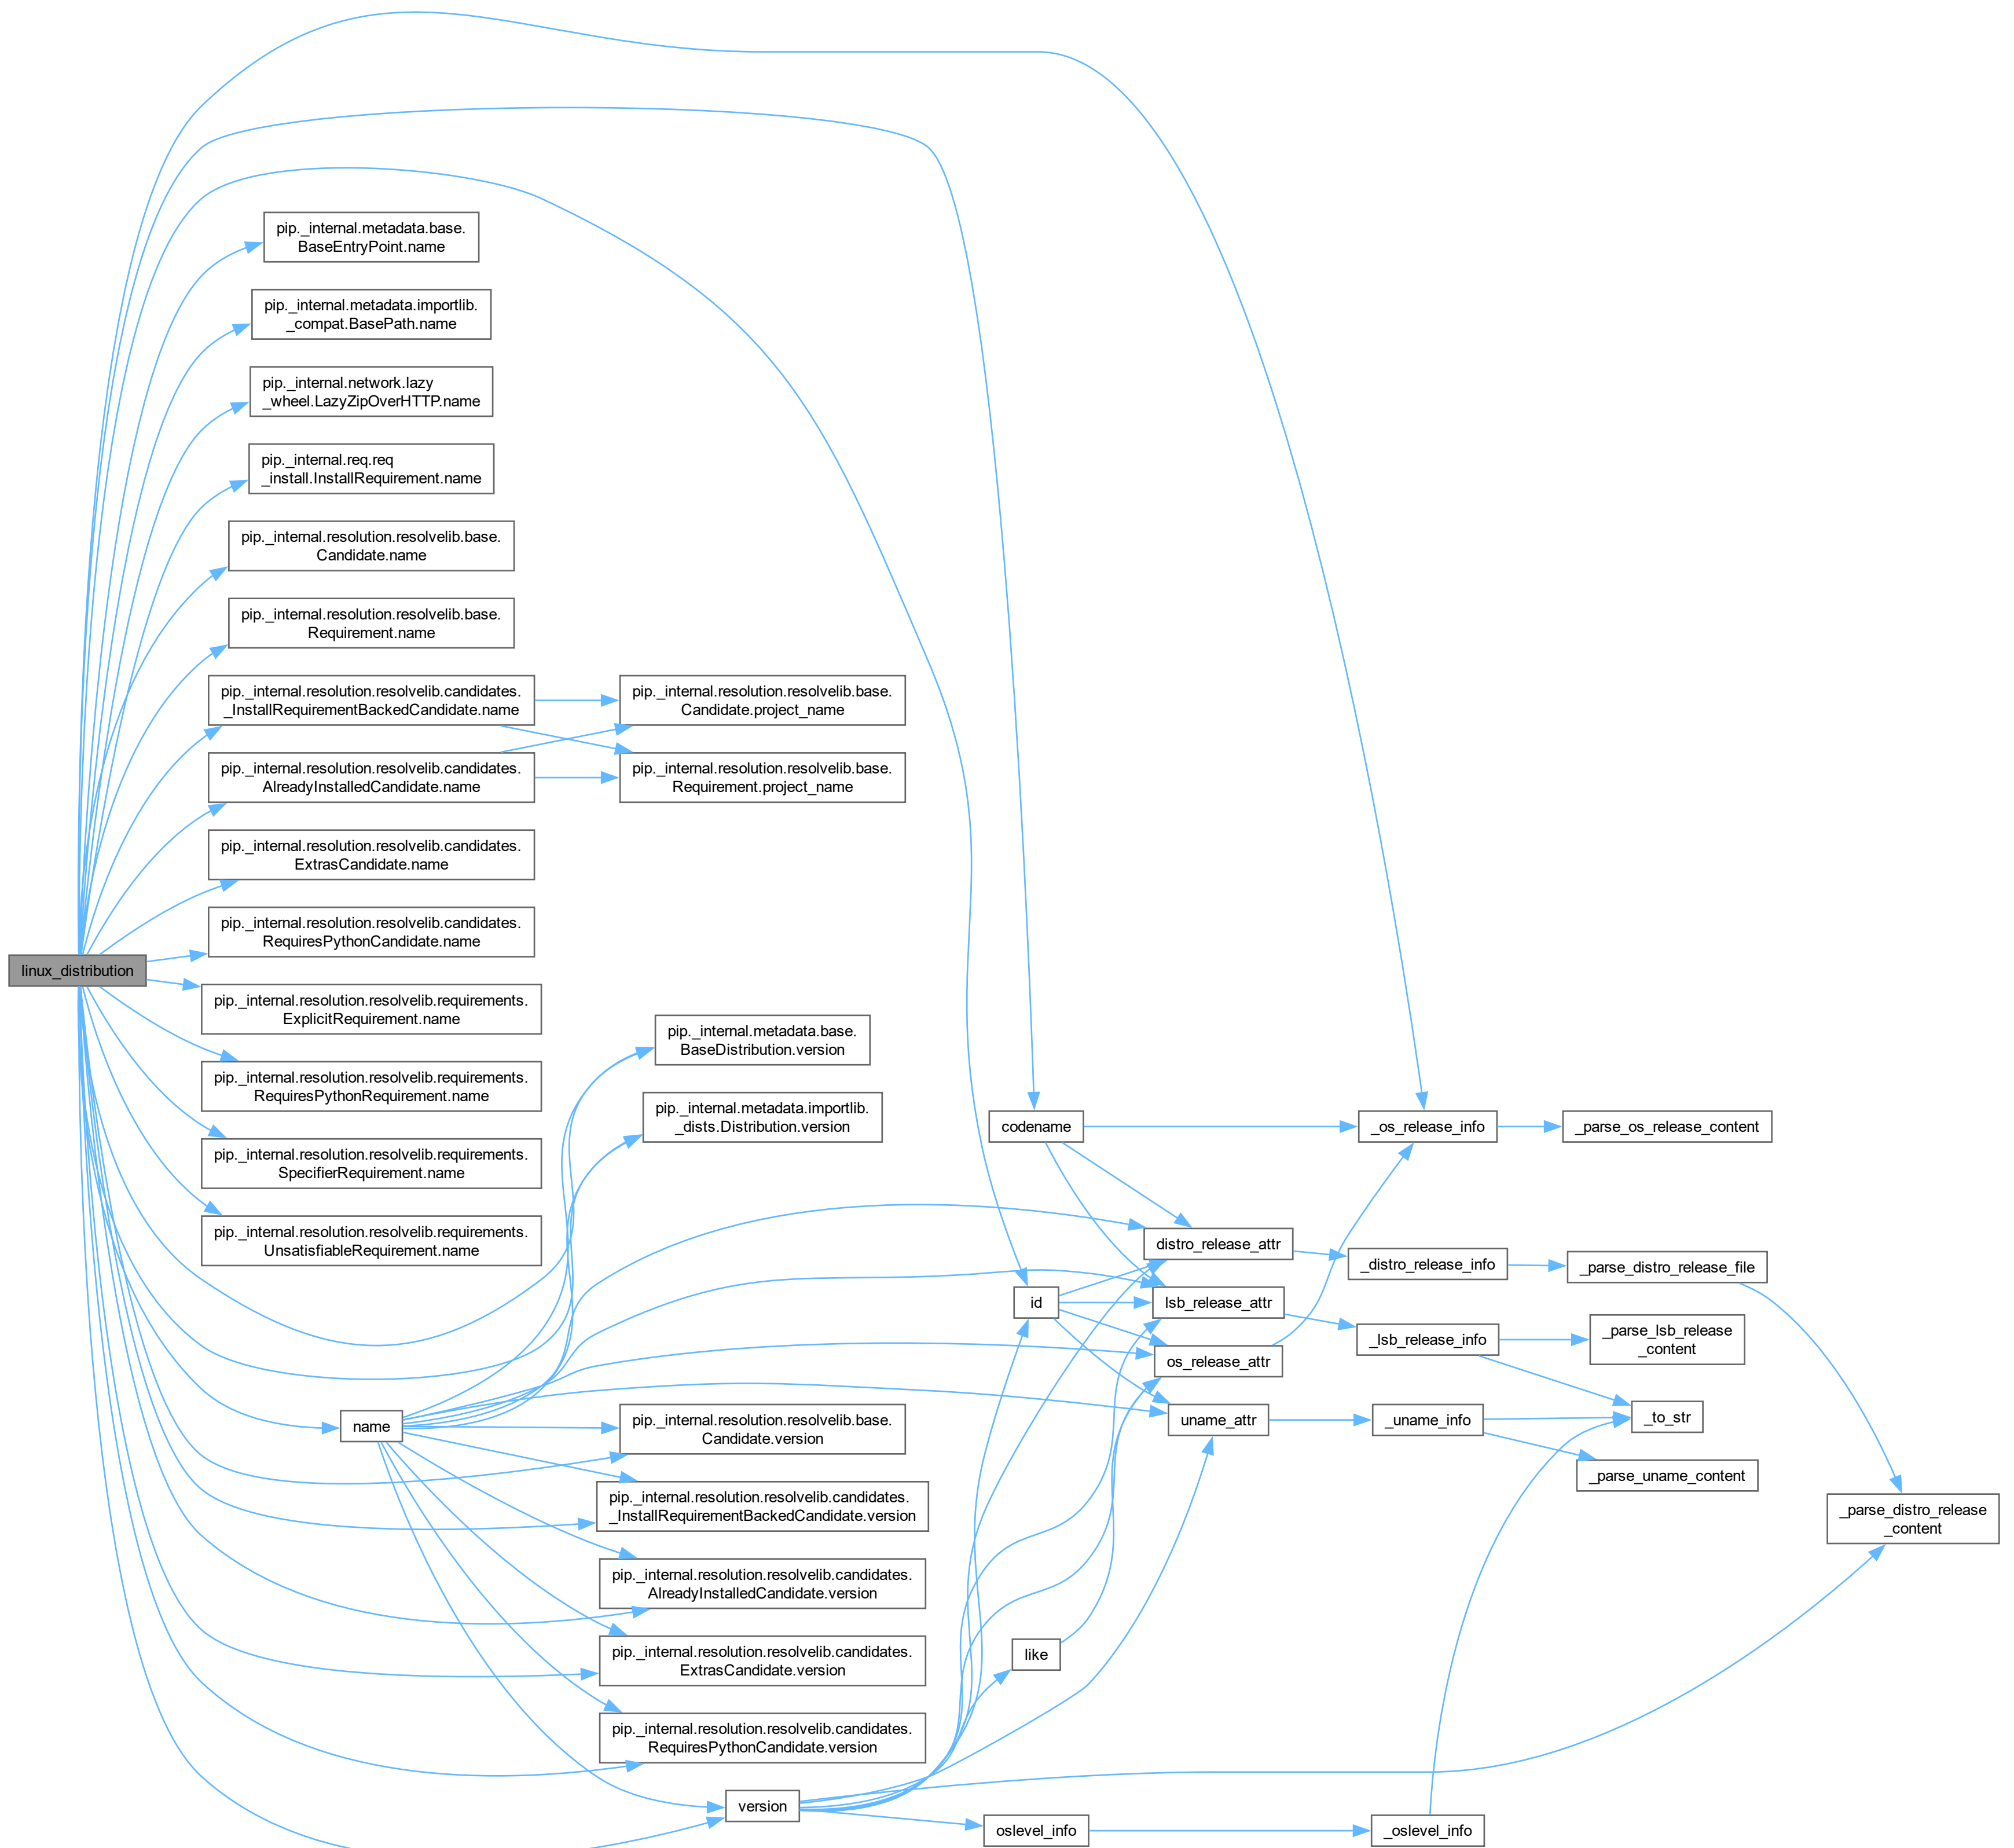 pip._internal.metadata.base.
BaseEntryPoint.name
pip._internal.metadata.importlib.
_compat.BasePath.name
pip._internal.network.lazy
_wheel.LazyZipOverHTTP.name
pip._internal.req.req
_install.InstallRequirement.name
pip._internal.resolution.resolvelib.base.
Candidate.name
pip._internal.resolution.resolvelib.base.
Requirement.name
pip._internal.resolution.resolvelib.candidates.
_InstallRequirementBackedCandidate.name
pip._internal.resolution.resolvelib.base.
Candidate.project_name
pip._internal.resolution.resolvelib.candidates.
AlreadyInstalledCandidate.name
pip._internal.resolution.resolvelib.base.
Requirement.project_name
pip._internal.resolution.resolvelib.candidates.
ExtrasCandidate.name
pip._internal.resolution.resolvelib.candidates.
RequiresPythonCandidate.name
linux_distribution
pip._internal.resolution.resolvelib.requirements.
ExplicitRequirement.name
pip._internal.metadata.base.
BaseDistribution.version
pip._internal.resolution.resolvelib.requirements.
RequiresPythonRequirement.name
pip._internal.metadata.importlib.
_dists.Distribution.version
codename
_os_release_info
_parse_os_release_content
pip._internal.resolution.resolvelib.requirements.
SpecifierRequirement.name
pip._internal.resolution.resolvelib.requirements.
UnsatisfiableRequirement.name
distro_release_attr
_distro_release_info
_parse_distro_release_file
id
lsb_release_attr
_lsb_release_info
_parse_lsb_release
_content
os_release_attr
name
pip._internal.resolution.resolvelib.base.
Candidate.version
uname_attr
_uname_info
_to_str
_parse_uname_content
pip._internal.resolution.resolvelib.candidates.
_InstallRequirementBackedCandidate.version
_parse_distro_release
_content
pip._internal.resolution.resolvelib.candidates.
AlreadyInstalledCandidate.version
pip._internal.resolution.resolvelib.candidates.
ExtrasCandidate.version
like
pip._internal.resolution.resolvelib.candidates.
RequiresPythonCandidate.version
version
oslevel_info
_oslevel_info